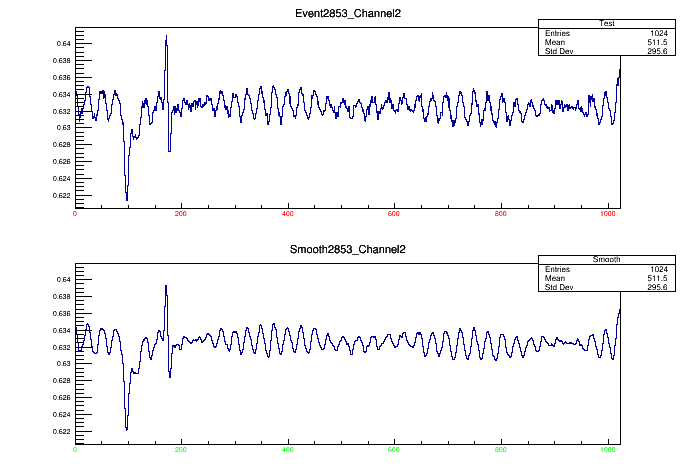 Event2853_Channel2
Test
Entries 1024
Mean 511.5
Std Dev 295.6
0.64
0.638
0.636
0.634
0.632
0.63
0.628
0.626
0.624
0.622
0 200 400 600 800 1000
Smooth2853_Channel2
Smooth
Entries 1024
Mean 511.5
Std Dev 295.6
0.64
0.638
0.636
0.634
0.632
0.63
0.628
0.626
0.624
0.622
0 200 400 600 800 1000